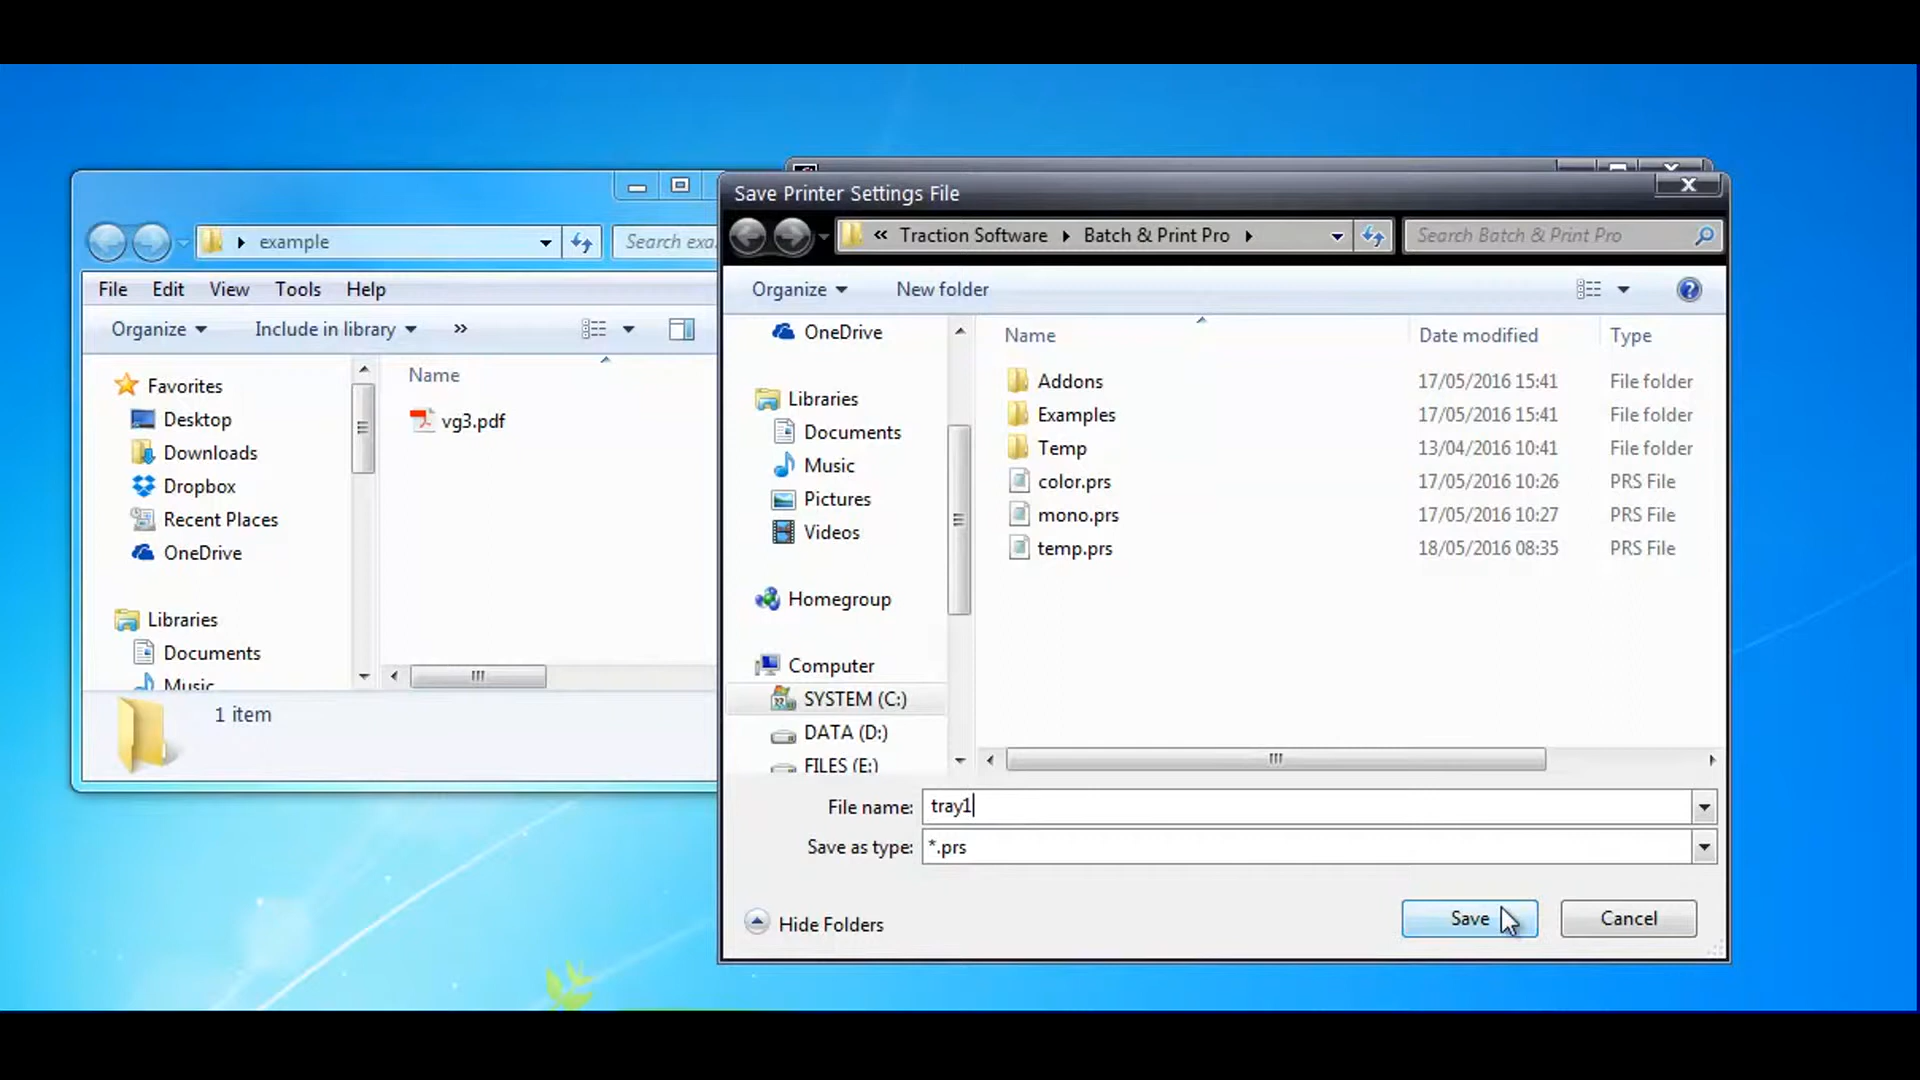 example
Search exa
File Edit View Tools Help
Organize Include in library »
Favorites
Desktop
Downloads
Dropbox
Recent Places
OneDrive
Libraries
Documents
Music
Name
vg3.pdf
1 item
Save Printer Settings File
« Traction Software Batch & Print Pro
Search Batch & Print Pro
Organize New folder
OneDrive
Libraries
Documents
Music
Pictures
Videos
Homegroup
Computer
SYSTEM (C:)
DATA (D:)
FILES (E:)
Name Date modified Type
Addons 17/05/2016 15:41 File folder
Examples 17/05/2016 15:41 File folder
Temp 13/04/2016 10:41 File folder
color.prs 17/05/2016 10:26 PRS File
mono.prs 17/05/2016 10:27 PRS File
temp.prs 18/05/2016 08:35 PRS File
File name: tray1
Save as type: *.prs
Hide Folders
Save Cancel